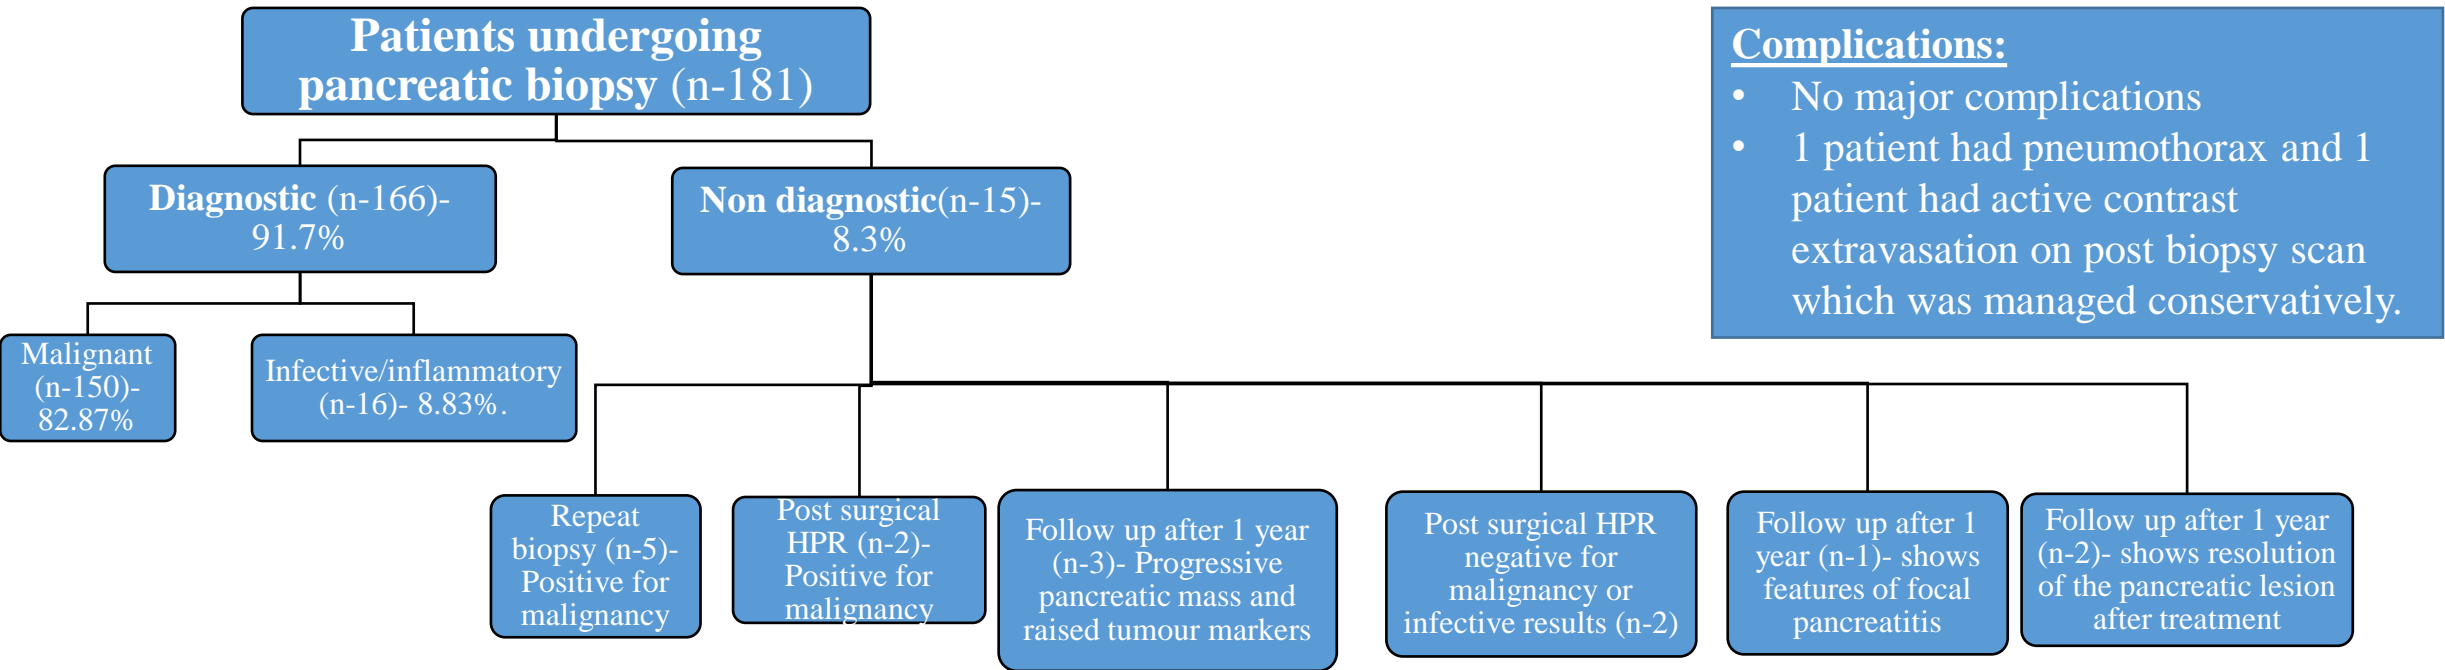 Patients undergoing
pancreatic biopsy (n-181)
Complications:
• No major complications
• 1 patient had pneumothorax and 1
patient had active contrast
extravasation on post biopsy scan
which was managed conservatively.
Diagnostic (n-166)-
91.7%
Non diagnostic(n-15)-
8.3%
Malignant
(n-150)-
82.87%
Infective/inflammatory
(n-16)- 8.83%.
Repeat
biopsy (n-5)-
Positive for
malignancy
Post surgical
HPR (n-2)-
Positive for
malignancy
Follow up after 1 year
(n-3)- Progressive
pancreatic mass and
raised tumour markers
Post surgical HPR
negative for
malignancy or
infective results (n-2)
Follow up after 1
year (n-1)- shows
features of focal
pancreatitis
Follow up after 1 year
(n-2)- shows resolution
of the pancreatic lesion
after treatment